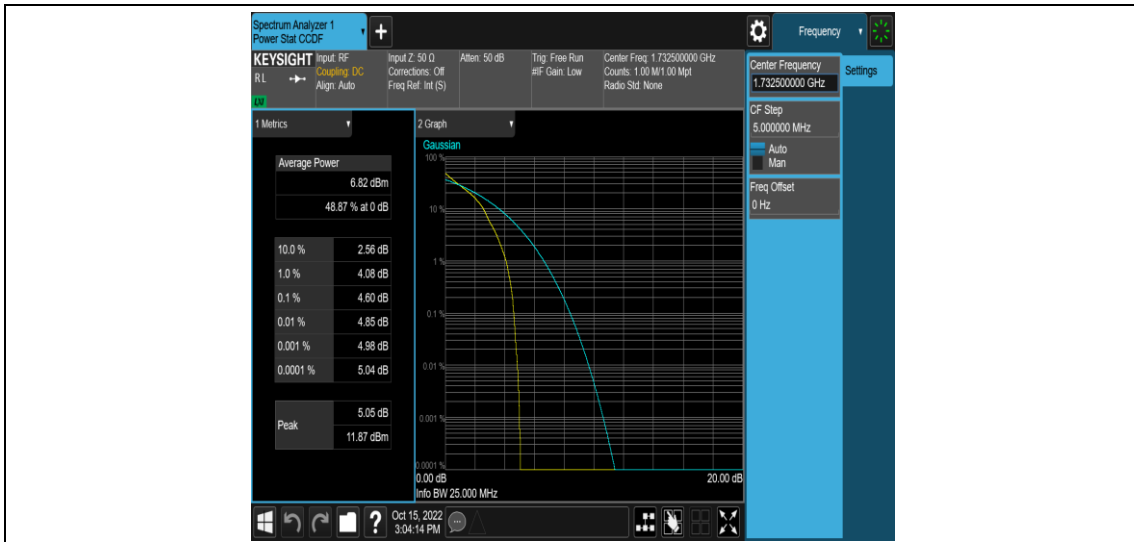 Spectrum Analyzer 1
Power Stat CCDF
Frequency
KEYSIGHT
RL
LXI
Input: RF
Coupling: DC
Align: Auto
Input Z: 50 Ω
Corrections: Off
Freq Ref: Int (S)
Atten: 50 dB
Trig: Free Run
#IF Gain: Low
Center Freq: 1.732500000 GHz
Counts: 1.00 M/1.00 Mpt
Radio Std: None
Center Frequency
1.732500000 GHz
Settings
CF Step
5.000000 MHz
Auto
Man
Freq Offset
0 Hz
1 Metrics
Average Power
6.82 dBm
48.87 % at 0 dB
10.0 % 2.56 dB
1.0 % 4.08 dB
0.1 % 4.60 dB
0.01 % 4.85 dB
0.001 % 4.98 dB
0.0001 % 5.04 dB
Peak
5.05 dB
11.87 dBm
2 Graph
Gaussian
100 %
10 %
1 %
0.1 %
0.01 %
0.001 %
0.0001 %
0.00 dB 20.00 dB
Info BW 25.000 MHz
?
Oct 15, 2022
3:04:14 PM